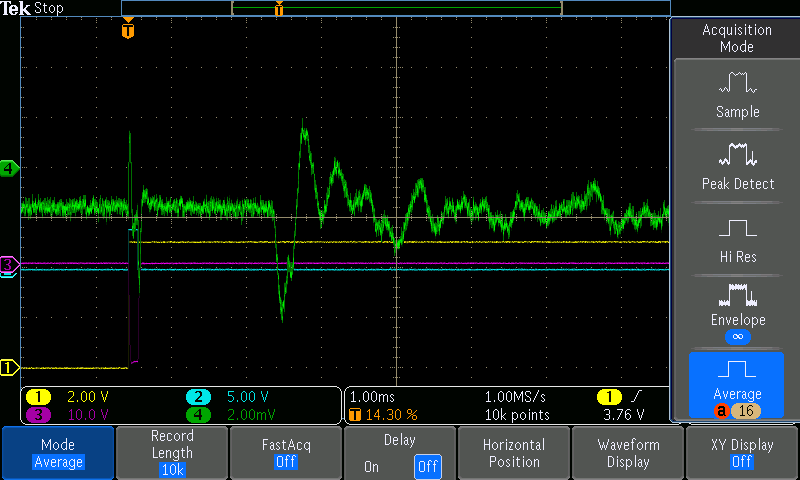 Tek Stop
T
T
Acquisition
Mode
Sample
4
Peak Detect
Hi Res
3
2
Envelope
∞
1
Average
a 16
1 2.00 V 2 5.00 V
3 10.0 V 4 2.00mV
1.00ms 1.00MS/s 1
T 14.30 % 10k points 3.76 V
Mode
Average
Record
Length
10k
FastAcq
Off
Delay
On Off
Horizontal
Position
Waveform
Display
XY Display
Off